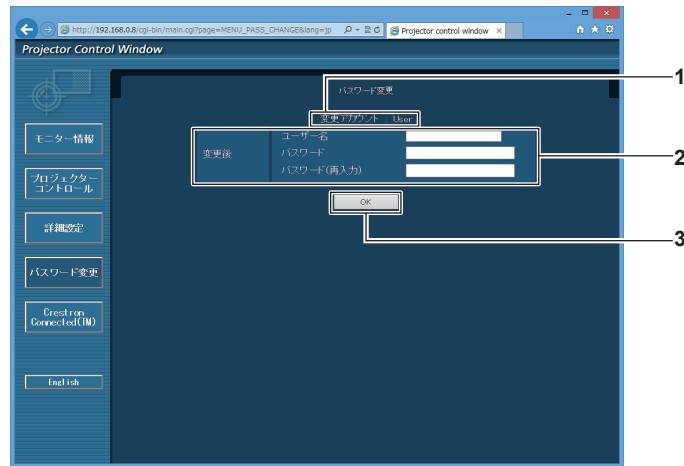 http://192.168.0.8/cgi-bin/main.cgi?page=MENU_PASS_CHANGE&lang=jp
Projector control window
Projector Control Window
パスワード変更
変更アカウント : User
変更後
ユーザー名
パスワード
パスワード(再入力)
OK
モニター情報
プロジェクター
コントロール
詳細設定
パスワード変更
Crestron
Connected(TM)
English
1
2
3